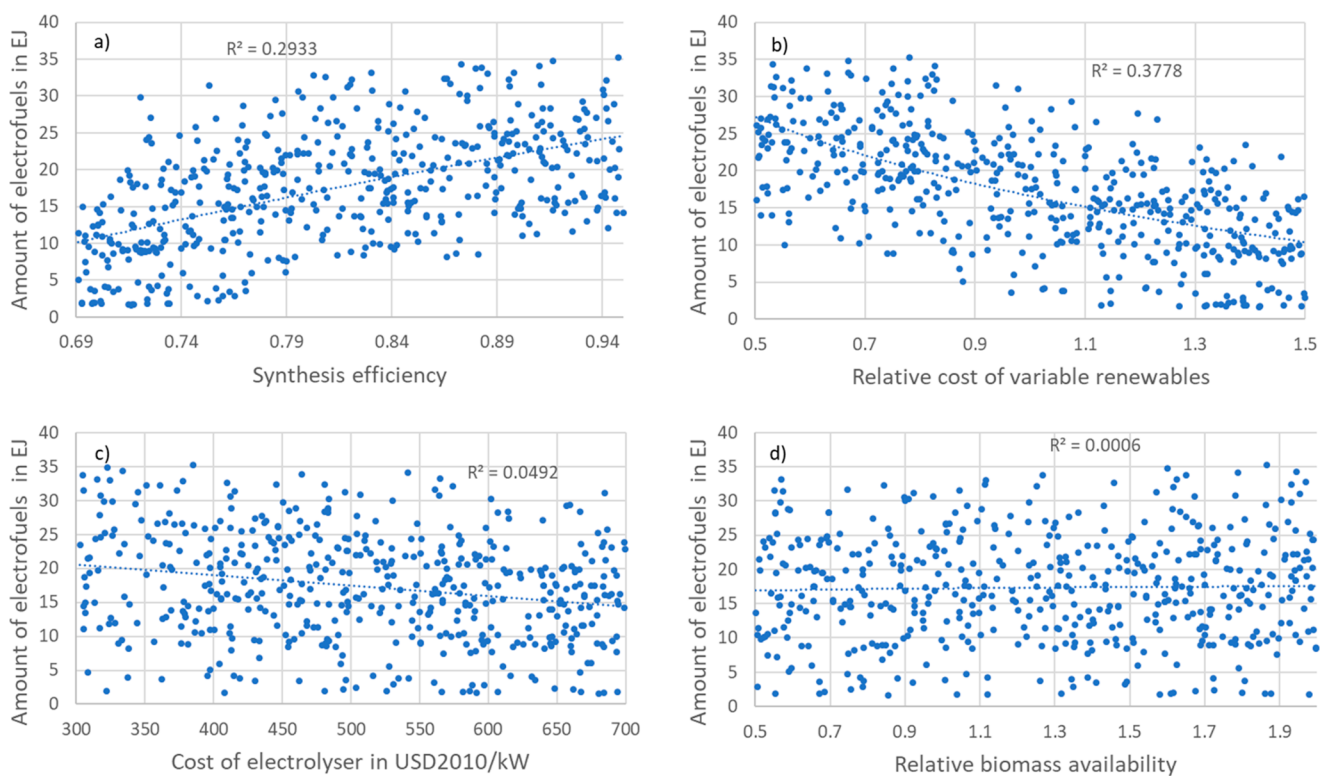 a)
R² = 0.2933
Amount of electrofuels in EJ
40
35
30
25
20
15
10
5
0
0.69 0.74 0.79 0.84 0.89 0.94
Synthesis efficiency
b)
R² = 0.3778
Amount of electrofuels in EJ
40
35
30
25
20
15
10
5
0
0.5 0.7 0.9 1.1 1.3 1.5
Relative cost of variable renewables
c)
R² = 0.0492
Amount of electrofuels in EJ
40
35
30
25
20
15
10
5
0
300 350 400 450 500 550 600 650 700
Cost of electrolyser in USD2010/kW
d)
R² = 0.0006
Amount of electrofuels in EJ
40
35
30
25
20
15
10
5
0
0.5 0.7 0.9 1.1 1.3 1.5 1.7 1.9
Relative biomass availability